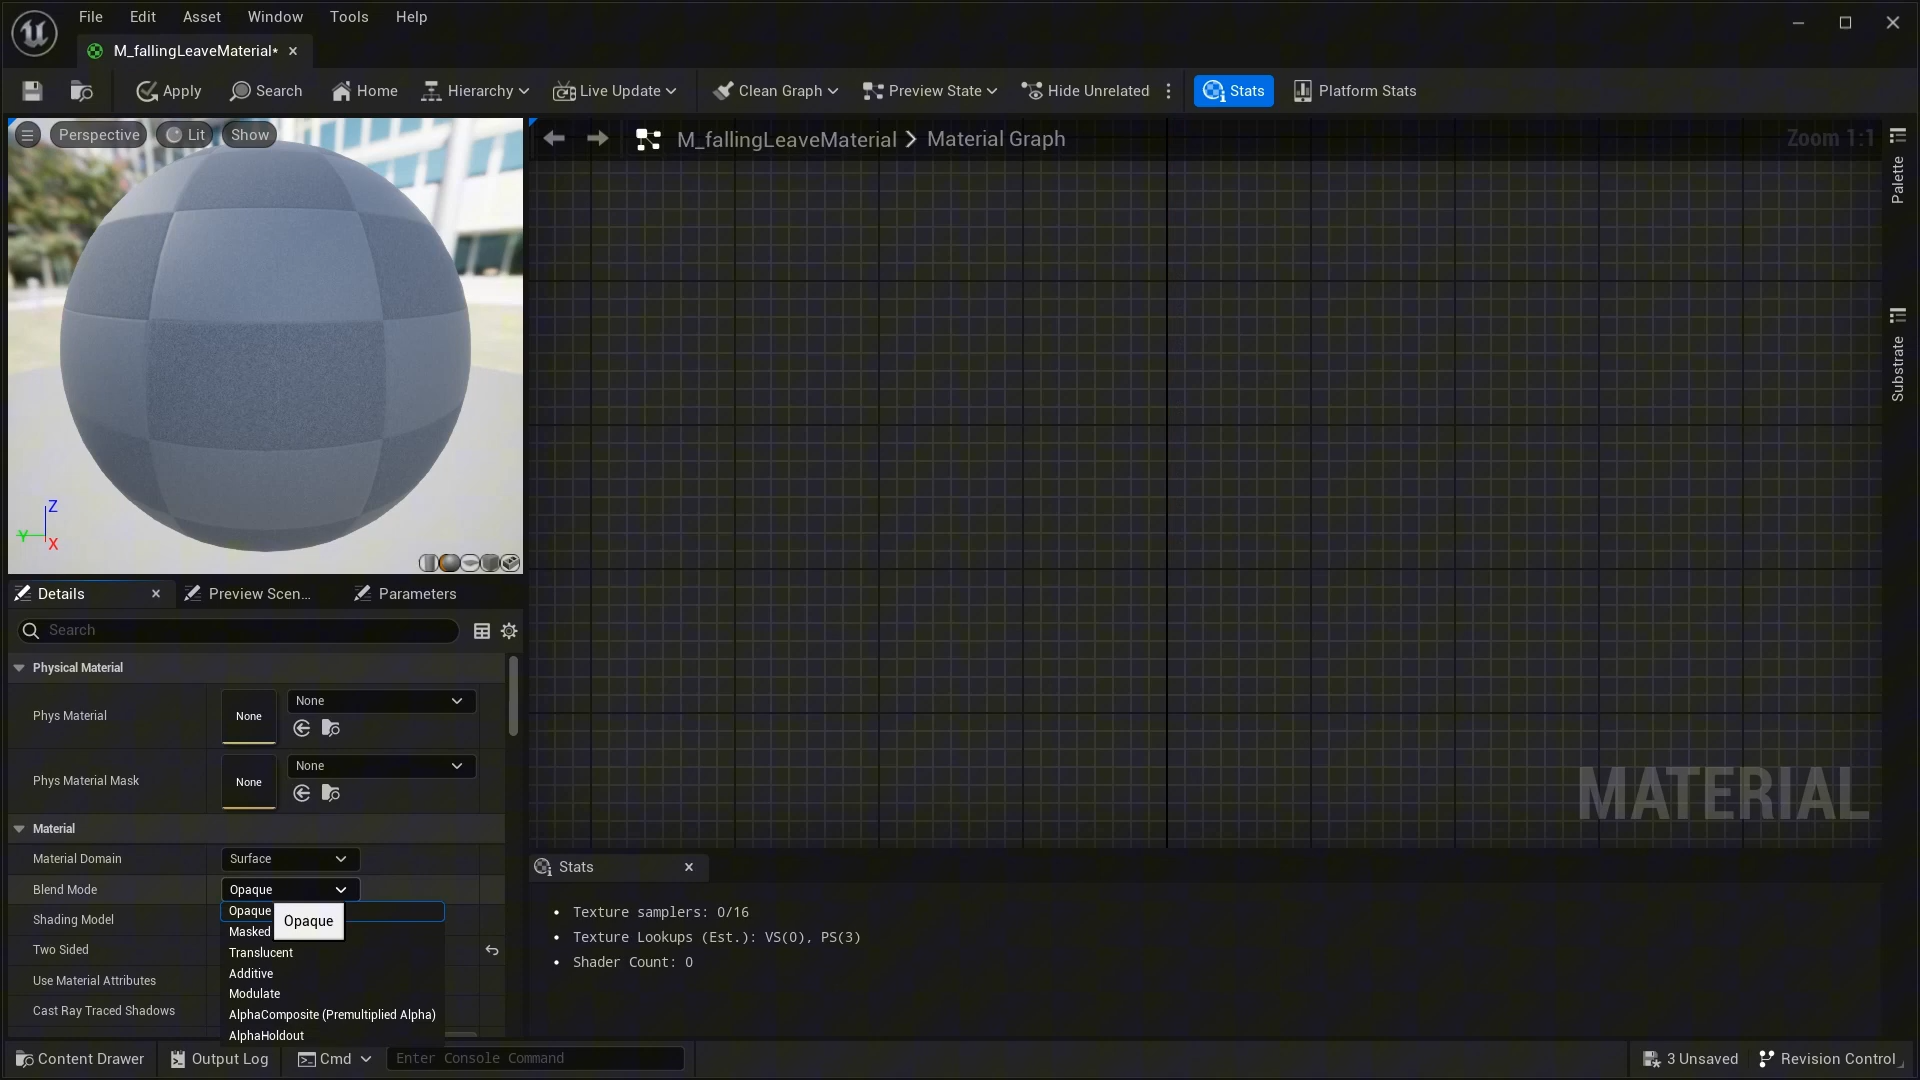 File Edit Asset Window Tools Help
M_fallingLeaveMaterial*
Apply Search Home Hierarchy Live Update Clean Graph Preview State Hide Unrelated Stats Platform Stats
Perspective Lit Show
M_fallingLeaveMaterial Material Graph Zoom 1:1
Palette
Substrate
Z
Y
X
MATERIAL
Details Preview Scen... Parameters
Search
Physical Material
Phys Material None None
Phys Material Mask None None
Material
Material Domain Surface
Blend Mode Opaque
Opaque
Opaque
Masked
Translucent
Additive
Modulate
AlphaComposite (Premultiplied Alpha)
AlphaHoldout
Shading Model
Two Sided
Use Material Attributes
Cast Ray Traced Shadows
Stats
• Texture samplers: 0/16
• Texture Lookups (Est.): VS(0), PS(3)
• Shader Count: 0
Content Drawer Output Log Cmd Enter Console Command 3 Unsaved Revision Control